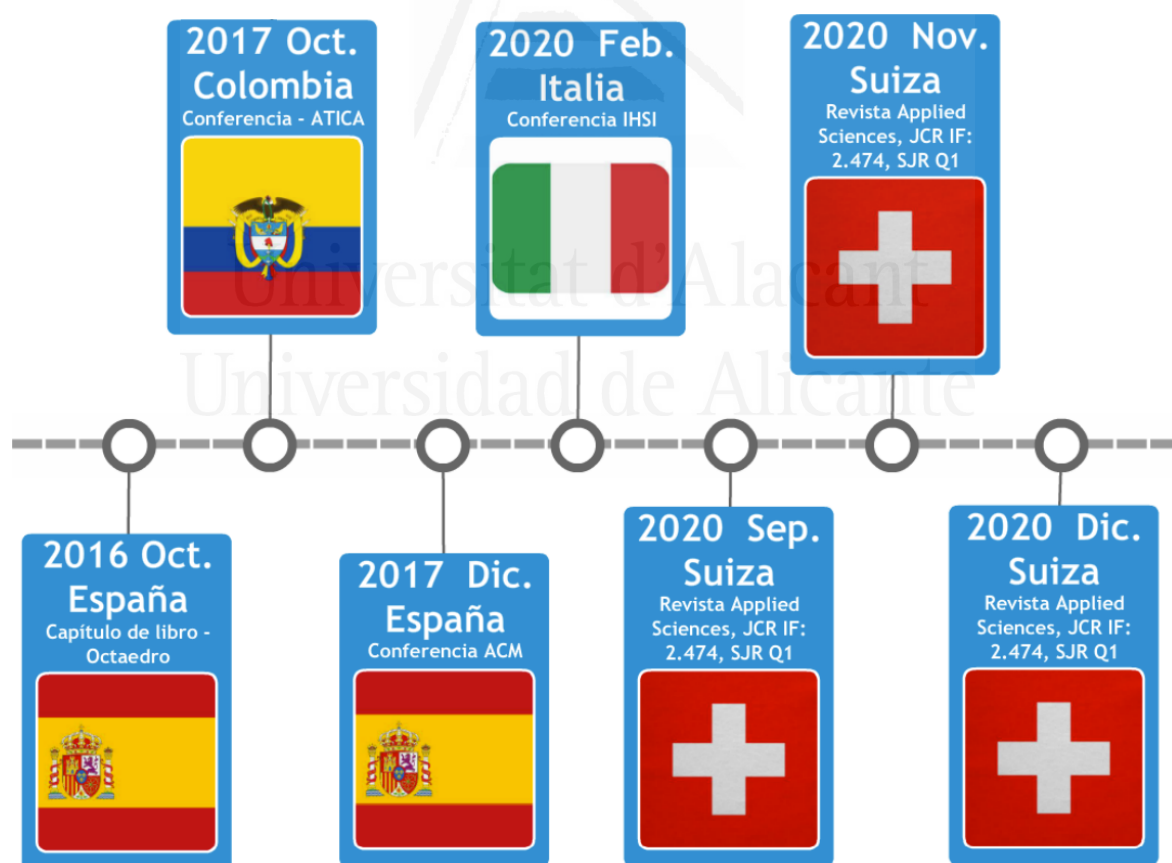 2017 Oct.
Colombia
Conferencia - ATICA
2020 Feb.
Italia
Conferencia IHSI
2020 Nov.
Suiza
Revista Applied
Sciences, JCR IF:
2.474, SJR Q1
Universitat d'Alacant
Universidad de Alicante
2016 Oct.
España
Capítulo de libro -
Octaedro
2017 Dic.
España
Conferencia ACM
2020 Sep.
Suiza
Revista Applied
Sciences, JCR IF:
2.474, SJR Q1
2020 Dic.
Suiza
Revista Applied
Sciences, JCR IF:
2.474, SJR Q1